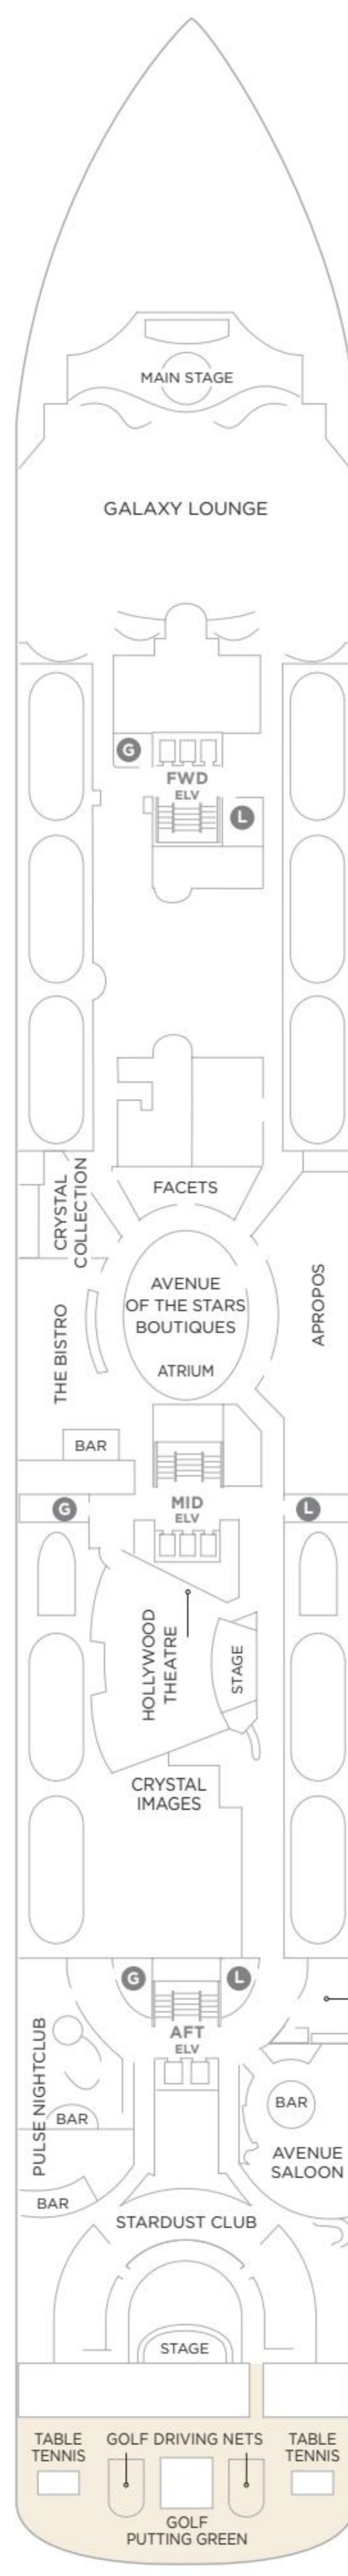 MAIN STAGE
GALAXY LOUNGE
G
FWD
ELV
L
FACETS
CRYSTAL
COLLECTION
AVENUE
OF THE STARS
BOUTIQUES
ATRIUM
THE BISTRO
APROPOS
BAR
G
MID
ELV
L
HOLLYWOOD
THEATRE
STAGE
CRYSTAL
IMAGES
G
L
AFT
ELV
PULSE NIGHTCLUB
BAR
BAR
BAR
AVENUE
SALOON
STARDUST CLUB
STAGE
TABLE
TENNIS
GOLF DRIVING NETS
TABLE
TENNIS
GOLF
PUTTING GREEN